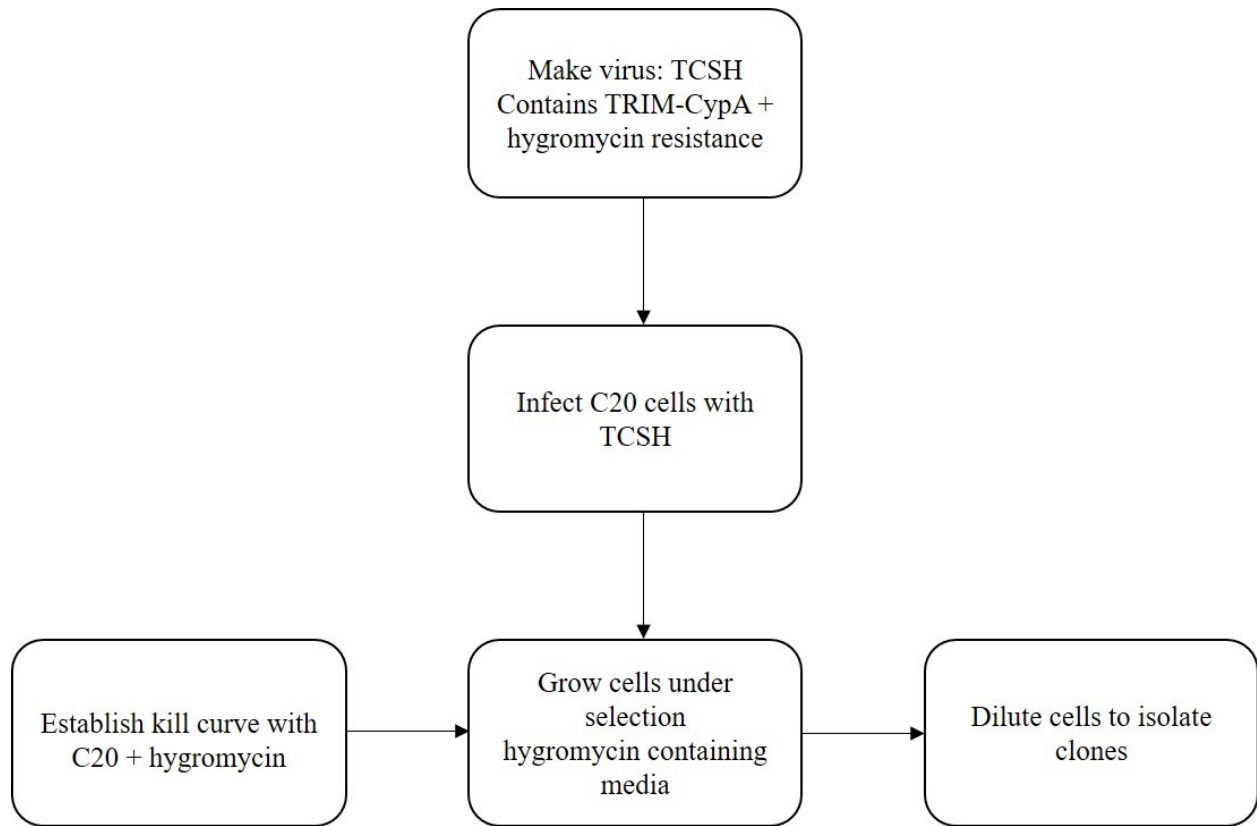 Make virus: TCSH
Contains TRIM-CypA +
hygromycin resistance
Infect C20 cells with
TCSH
Establish kill curve with
C20 + hygromycin
Grow cells under
selection
hygromycin containing
media
Dilute cells to isolate
clones